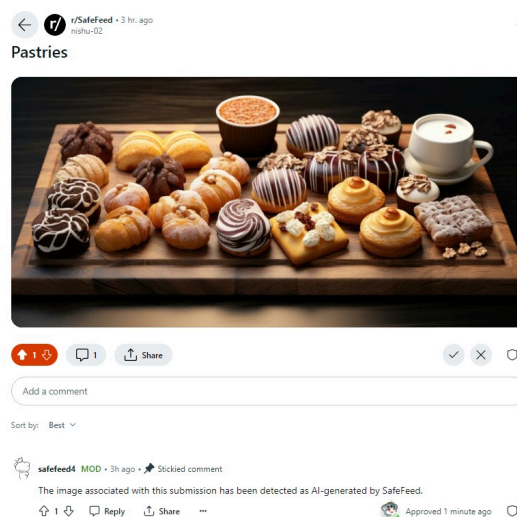 r/
r/SafeFeed • 3 hr. ago
nishu-02
Pastries
1
1
Share
Add a comment
Sort by: Best
safefeed4 MOD • 3h ago • Stickied comment
The image associated with this submission has been detected as AI-generated by SafeFeed.
1 Reply Share ...
Approved 1 minute ago